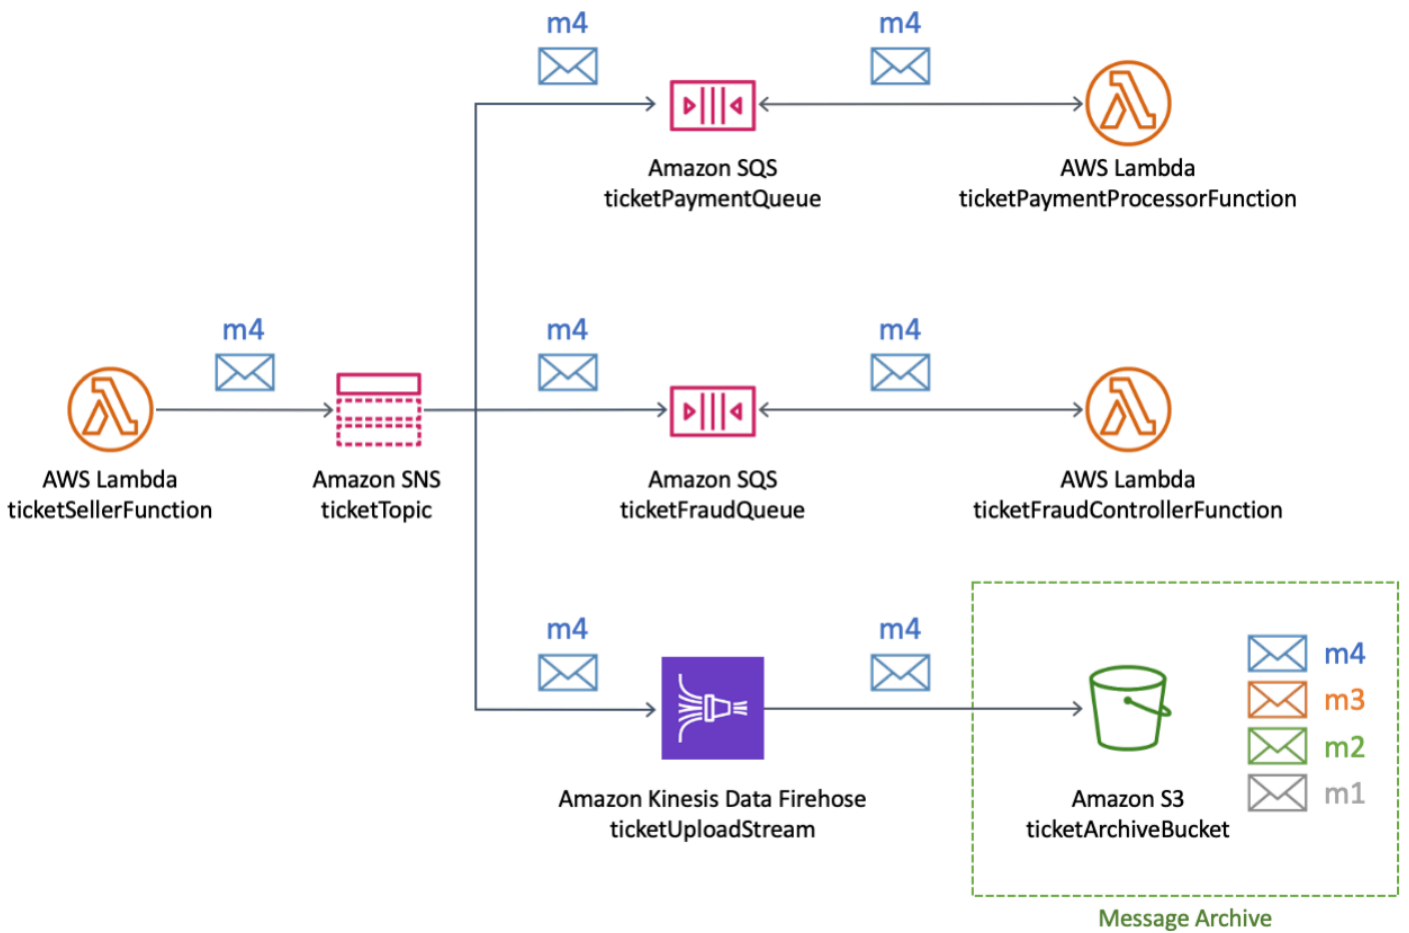 m4
m4
Amazon SQS
ticketPaymentQueue
AWS Lambda
ticketPaymentProcessorFunction
m4
m4
m4
AWS Lambda
ticketSellerFunction
Amazon SNS
ticketTopic
Amazon SQS
ticketFraudQueue
AWS Lambda
ticketFraudControllerFunction
m4
m4
Amazon Kinesis Data Firehose
ticketUploadStream
Amazon S3
ticketArchiveBucket
m4
m3
m2
m1
Message Archive